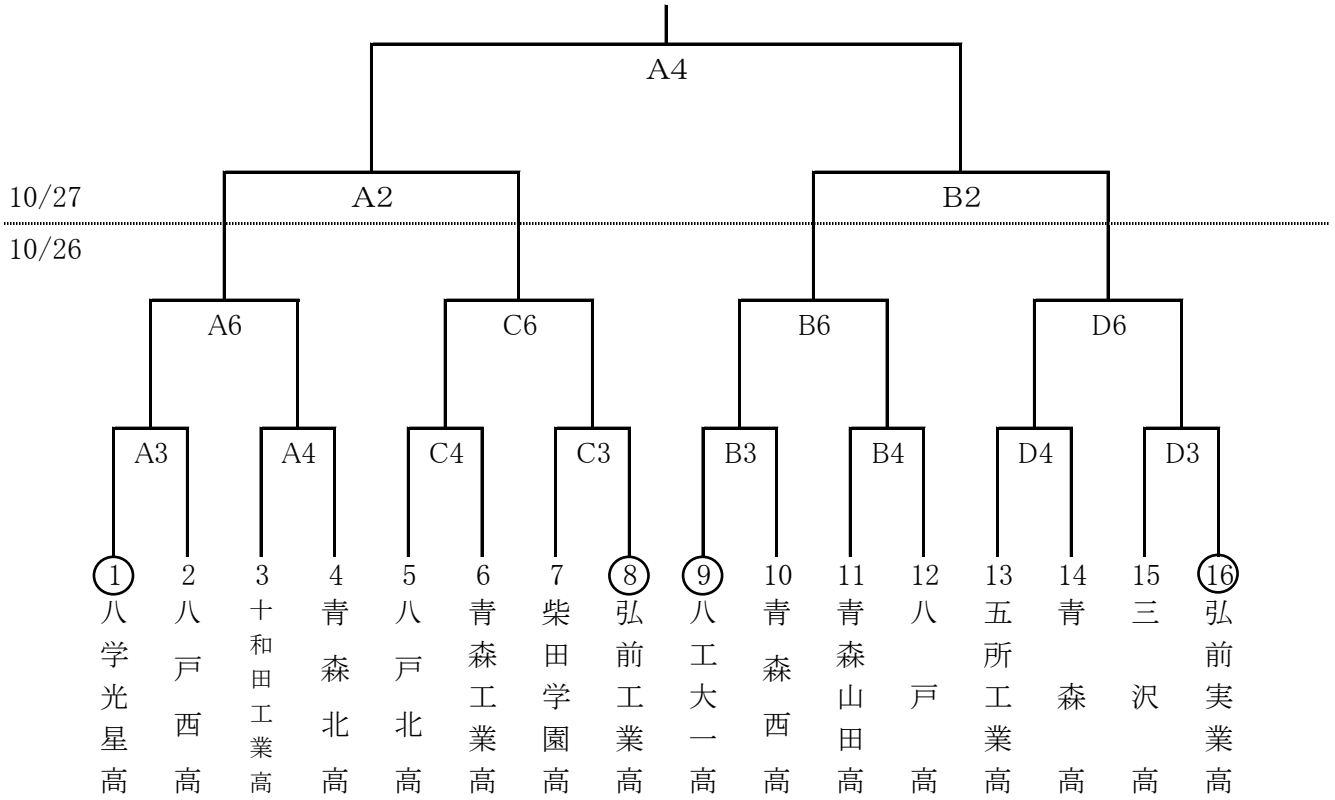 A4
10/27
A2
B2
10/26
A6
C6
B6
D6
A3
A4
C4
C3
B3
B4
D4
D3
①
2
3
4
5
6
7
⑧
⑨
10
11
12
13
14
15
⑯
八学光星高
八戸西高
十和田工業高
青森北高
八戸北高
青森工業高
柴田学園高
弘前工業高
八工大一高
青森西高
青森山田高
八戸高
五所工業高
青森高
三沢高
弘前実業高